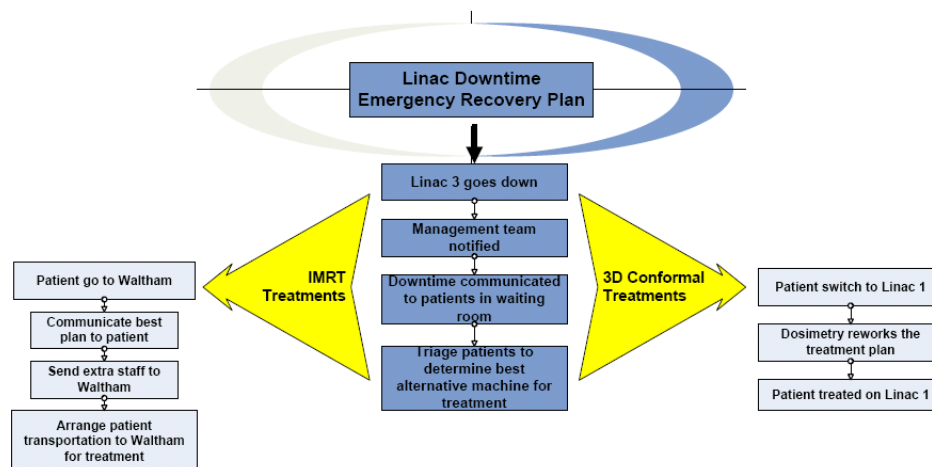 Linac Downtime
Emergency Recovery Plan
Linac 3 goes down
Management team
notified
Downtime communicated
to patients in waiting
room
Triage patients to
determine best
alternative machine for
treatment
IMRT
Treatments
Patient go to Waltham
Communicate best
plan to patient
Send extra staff to
Waltham
Arrange patient
transportation to Waltham
for treatment
3D Conformal
Treatments
Patient switch to Linac 1
Dosimetry reworks the
treatment plan
Patient treated on Linac 1